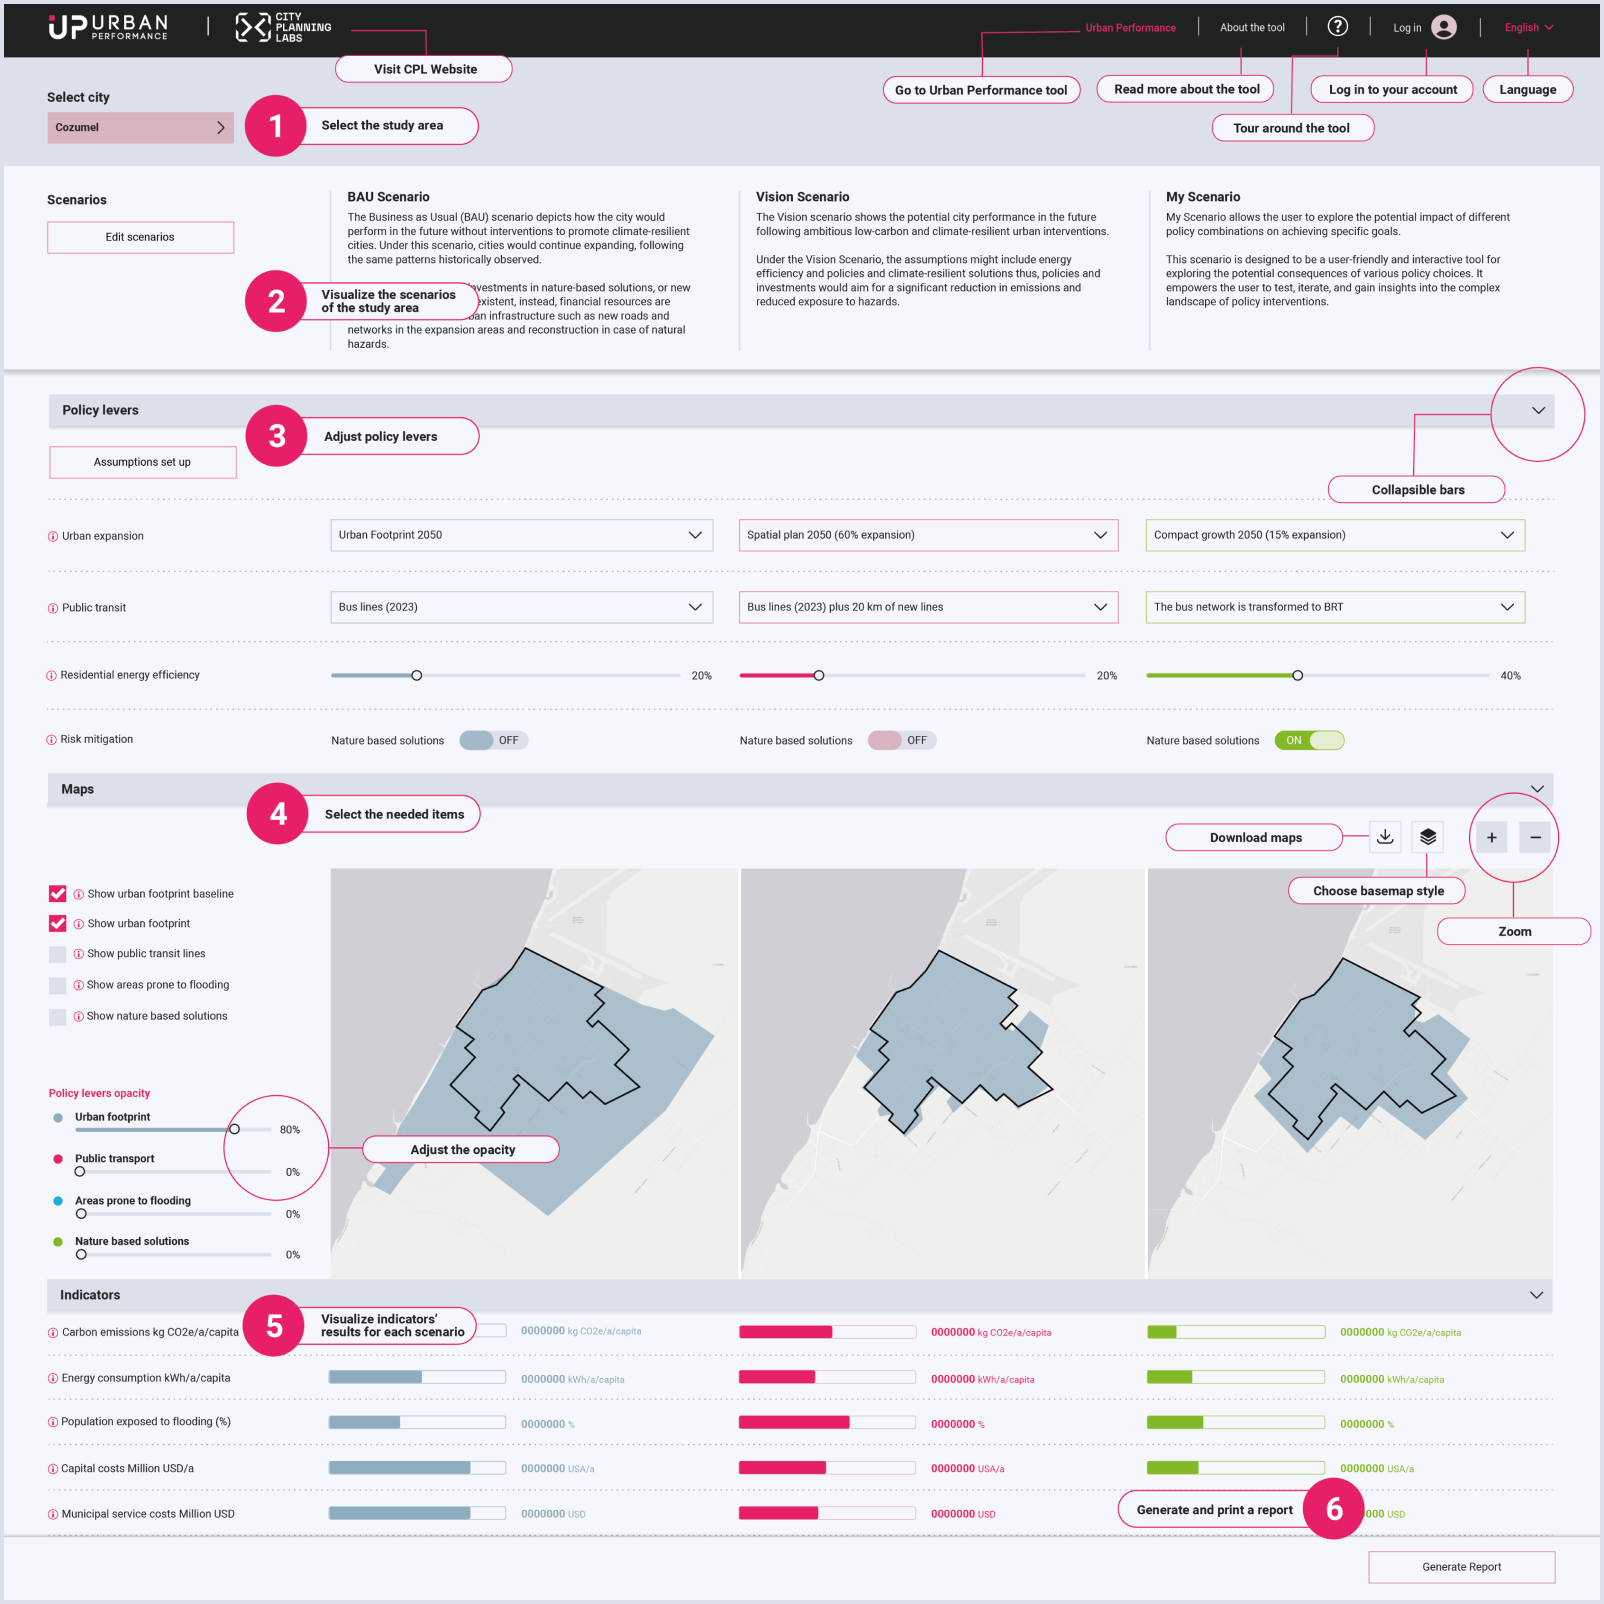 UP URBAN PERFORMANCE
CITY PLANNING LABS
Urban Performance
About the tool
?
Log in
English
Visit CPL Website
Go to Urban Performance tool
Read more about the tool
Log in to your account
Language
Tour around the tool
Select city
Cozumel
1
Select the study area
Scenarios
Edit scenarios
2
Visualize the scenarios
of the study area
BAU Scenario
The Business as Usual (BAU) scenario depicts how the city would
perform in the future without interventions to promote climate-resilient
cities. Under this scenario, cities would continue expanding, following
the same patterns historically observed.
nvestments in nature-based solutions, or new
existent, instead, financial resources are
ban infrastructure such as new roads and
networks in the expansion areas and reconstruction in case of natural
hazards.
Vision Scenario
The Vision scenario shows the potential city performance in the future
following ambitious low-carbon and climate-resilient urban interventions.
Under the Vision Scenario, the assumptions might include energy
efficiency and policies and climate-resilient solutions thus, policies and
investments would aim for a significant reduction in emissions and
reduced exposure to hazards.
My Scenario
My Scenario allows the user to explore the potential impact of different
policy combinations on achieving specific goals.
This scenario is designed to be a user-friendly and interactive tool for
exploring the potential consequences of various policy choices. It
empowers the user to test, iterate, and gain insights into the complex
landscape of policy interventions.
Policy levers
3
Adjust policy levers
Assumptions set up
Collapsible bars
Urban expansion
Urban Footprint 2050
Spatial plan 2050 (60% expansion)
Compact growth 2050 (15% expansion)
Public transit
Bus lines (2023)
Bus lines (2023) plus 20 km of new lines
The bus network is transformed to BRT
Residential energy efficiency
20%
20%
40%
Risk mitigation
Nature based solutions OFF
Nature based solutions OFF
Nature based solutions ON
Maps
4
Select the needed items
Download maps
+
−
Choose basemap style
Zoom
Show urban footprint baseline
Show urban footprint
Show public transit lines
Show areas prone to flooding
Show nature based solutions
Policy levers opacity
Urban footprint
80%
Public transport
0%
Areas prone to flooding
0%
Nature based solutions
0%
Adjust the opacity
Indicators
5
Visualize indicators’
results for each scenario
Carbon emissions kg CO2e/a/capita
0000000 kg CO2e/a/capita
0000000 kg CO2e/a/capita
0000000 kg CO2e/a/capita
Energy consumption kWh/a/capita
0000000 kWh/a/capita
0000000 kWh/a/capita
0000000 kWh/a/capita
Population exposed to flooding (%)
0000000 %
0000000 %
0000000 %
Capital costs Million USD/a
0000000 USA/a
0000000 USA/a
0000000 USA/a
Municipal service costs Million USD
0000000 USD
0000000 USD
000 USD
Generate and print a report
6
Generate Report